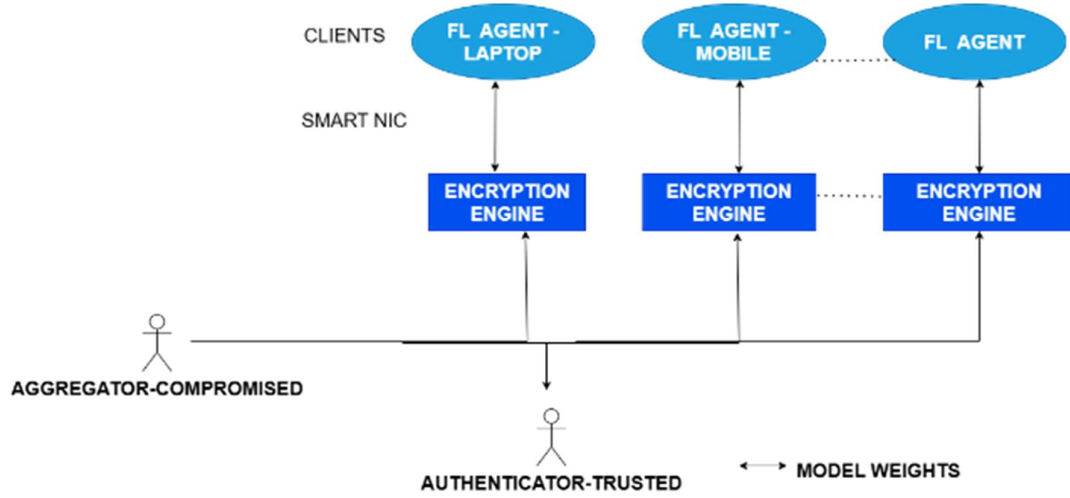 CLIENTS
FL AGENT -
LAPTOP
FL AGENT -
MOBILE
FL AGENT
SMART NIC
ENCRYPTION
ENGINE
ENCRYPTION
ENGINE
ENCRYPTION
ENGINE
AGGREGATOR-COMPROMISED
AUTHENTICATOR-TRUSTED
MODEL WEIGHTS